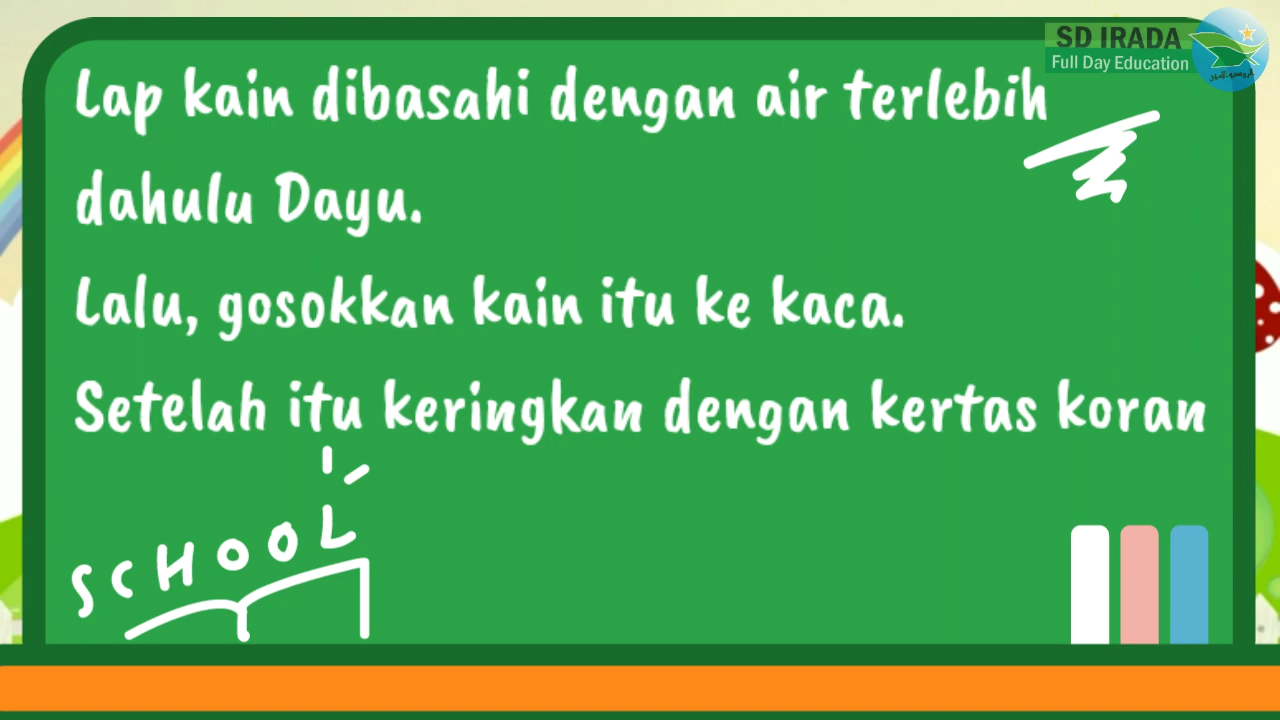 SD IRADA
Full Day Education
Lap kain dibasahi dengan air terlebih
dahulu Dayu.
Lalu, gosokkan kain itu ke kaca.
Setelah itu keringkan dengan kertas koran
SCHOOL